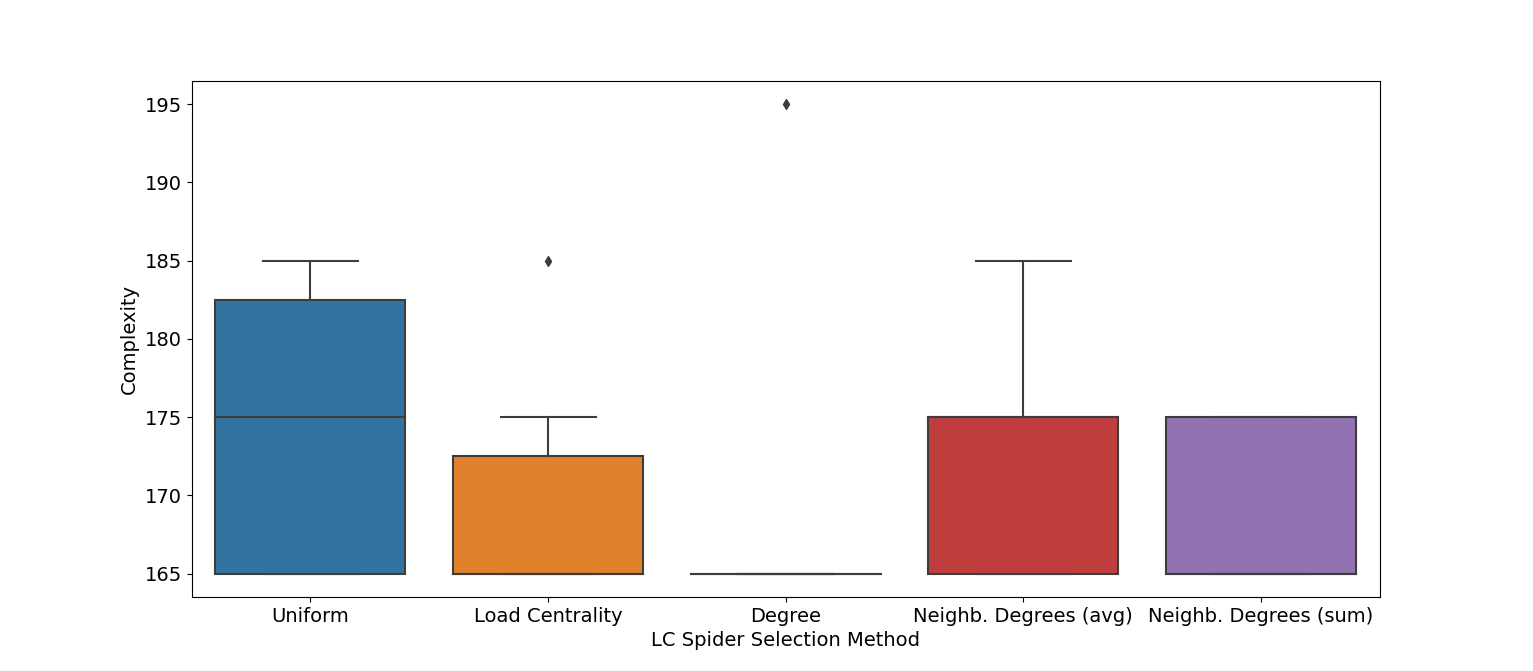 195
190
185
180
175
170
165
Complexity
Uniform
Load Centrality
Degree
Neighb. Degrees (avg)
Neighb. Degrees (sum)
LC Spider Selection Method